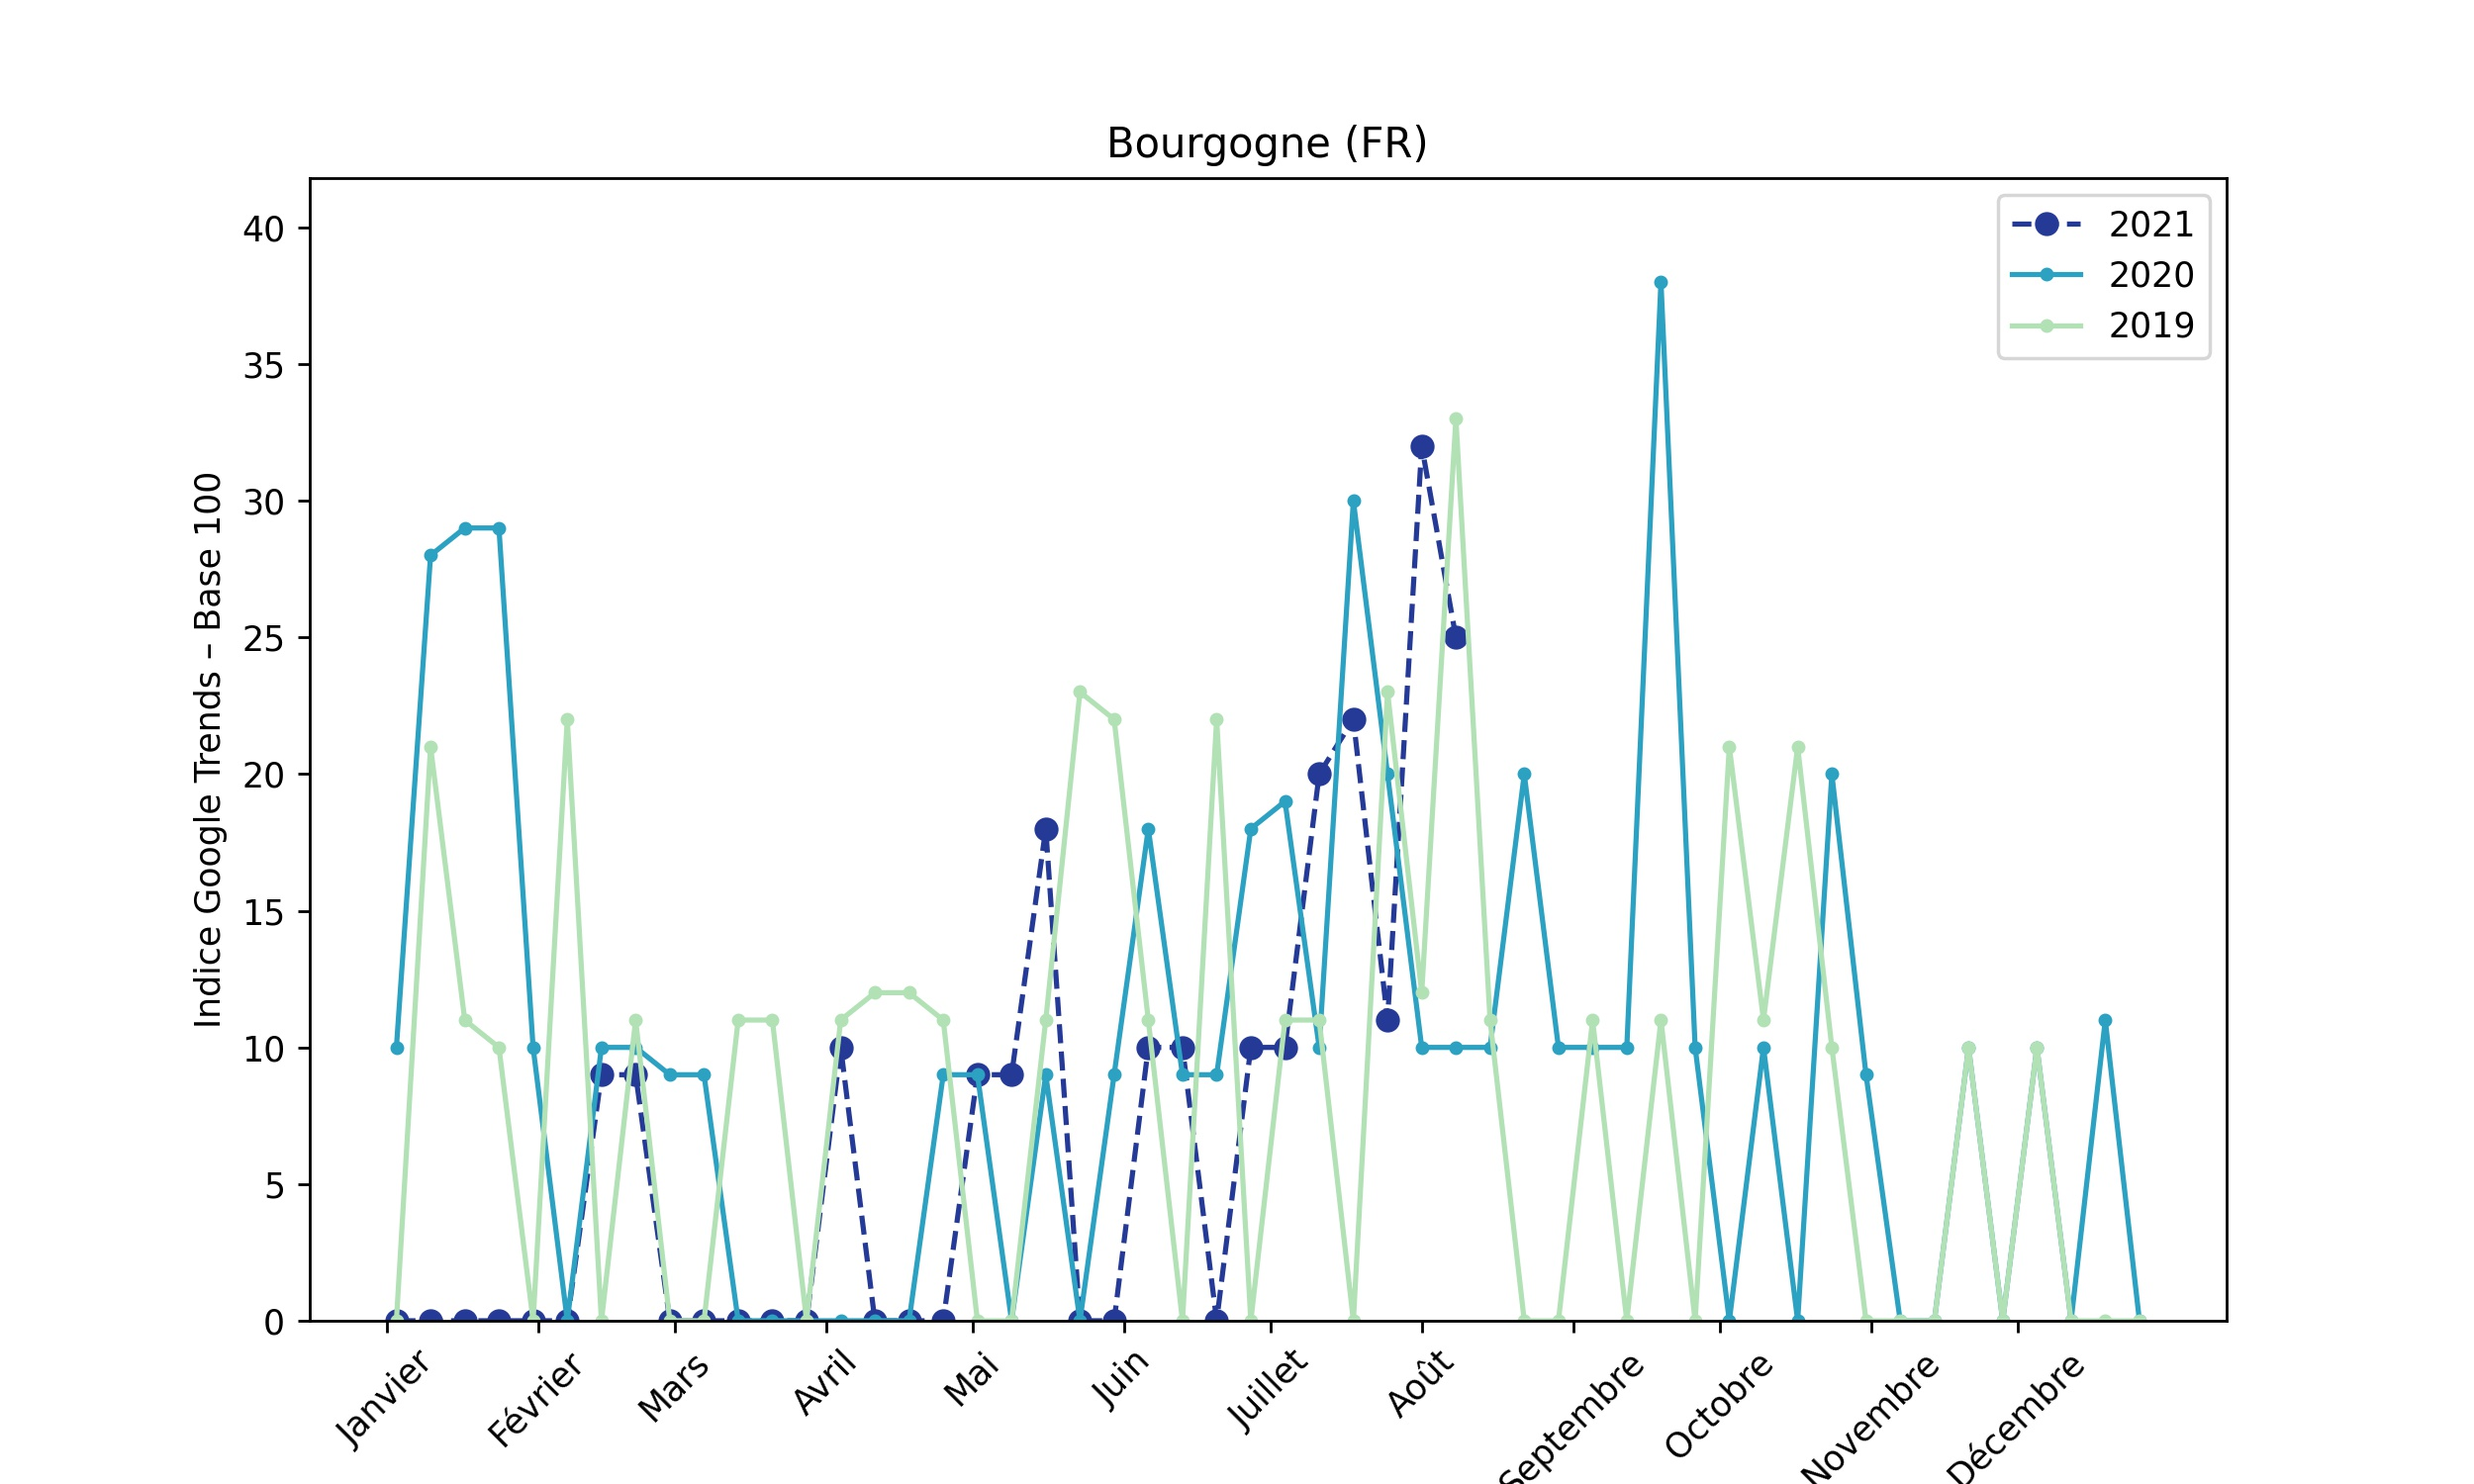 Bourgogne (FR)
Indice Google Trends – Base 100
40
35
30
25
20
15
10
5
0
2021
2020
2019
Janvier
Février
Mars
Avril
Mai
Juin
Juillet
Août
Septembre
Octobre
Novembre
Décembre